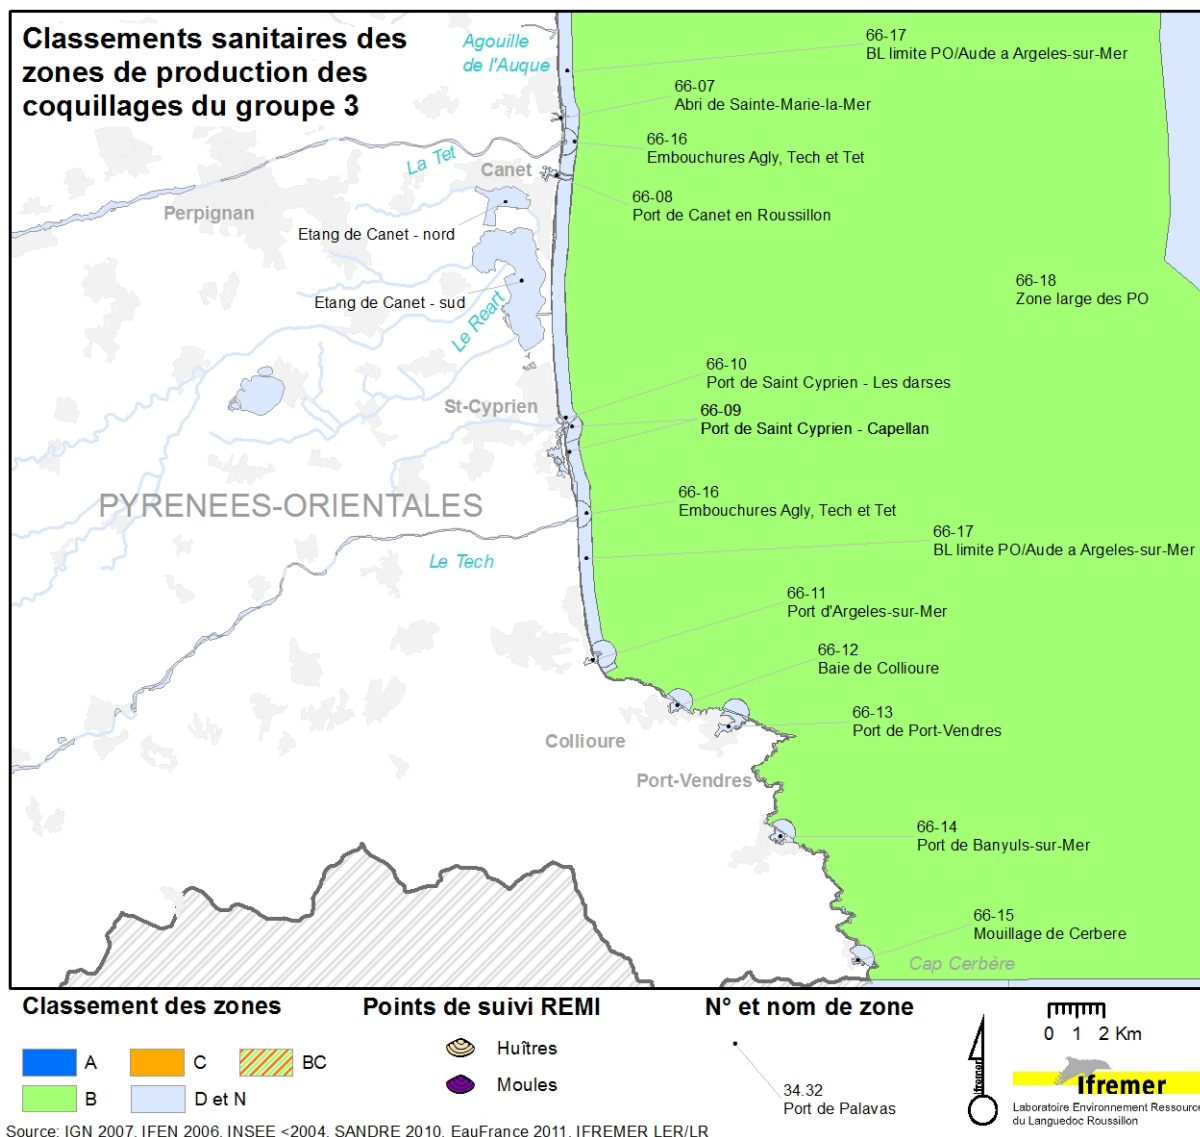 Classements sanitaires des
zones de production des
coquillages du groupe 3
Agouille
de l'Auque
66-17
BL limite PO/Aude a Argeles-sur-Mer
66-07
Abri de Sainte-Marie-la-Mer
66-16
Embouchures Agly, Tech et Tet
La Tet
Canet
66-08
Port de Canet en Roussillon
Perpignan
Etang de Canet - nord
66-18
Zone large des PO
Etang de Canet - sud
Le Reart
66-10
Port de Saint Cyprien - Les darses
St-Cyprien
66-09
Port de Saint Cyprien - Capellan
PYRENEES-ORIENTALES
66-16
Embouchures Agly, Tech et Tet
66-17
BL limite PO/Aude a Argeles-sur-Mer
Le Tech
66-11
Port d'Argeles-sur-Mer
66-12
Baie de Collioure
66-13
Port de Port-Vendres
Collioure
Port-Vendres
66-14
Port de Banyuls-sur-Mer
66-15
Mouillage de Cerbere
Cap Cerbère
Classement des zones
A
C
BC
B
D et N
Points de suivi REMI
Huîtres
Moules
N° et nom de zone
34.32
Port de Palavas
Ifremer
0 1 2 Km
Ifremer
Laboratoire Environnement Ressource
du Languedoc Roussillon
Source: IGN 2007, IFEN 2006, INSEE <2004, SANDRE 2010, EauFrance 2011, IFREMER LER/LR